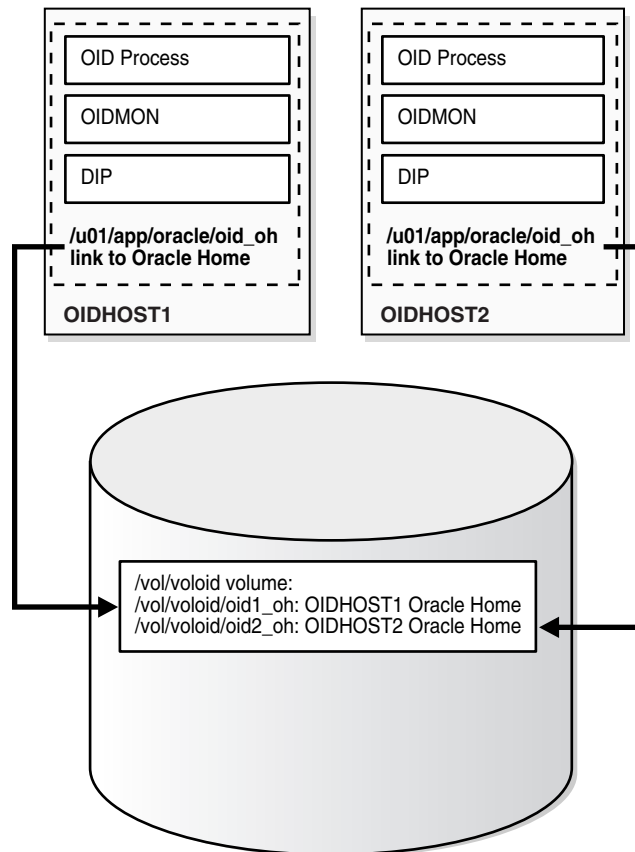 OID Process
OIDMON
DIP
/u01/app/oracle/oid_oh
link to Oracle Home
OIDHOST1
OID Process
OIDMON
DIP
/u01/app/oracle/oid_oh
link to Oracle Home
OIDHOST2
/vol/voloid volume:
/vol/voloid/oid1_oh: OIDHOST1 Oracle Home
/vol/voloid/oid2_oh: OIDHOST2 Oracle Home